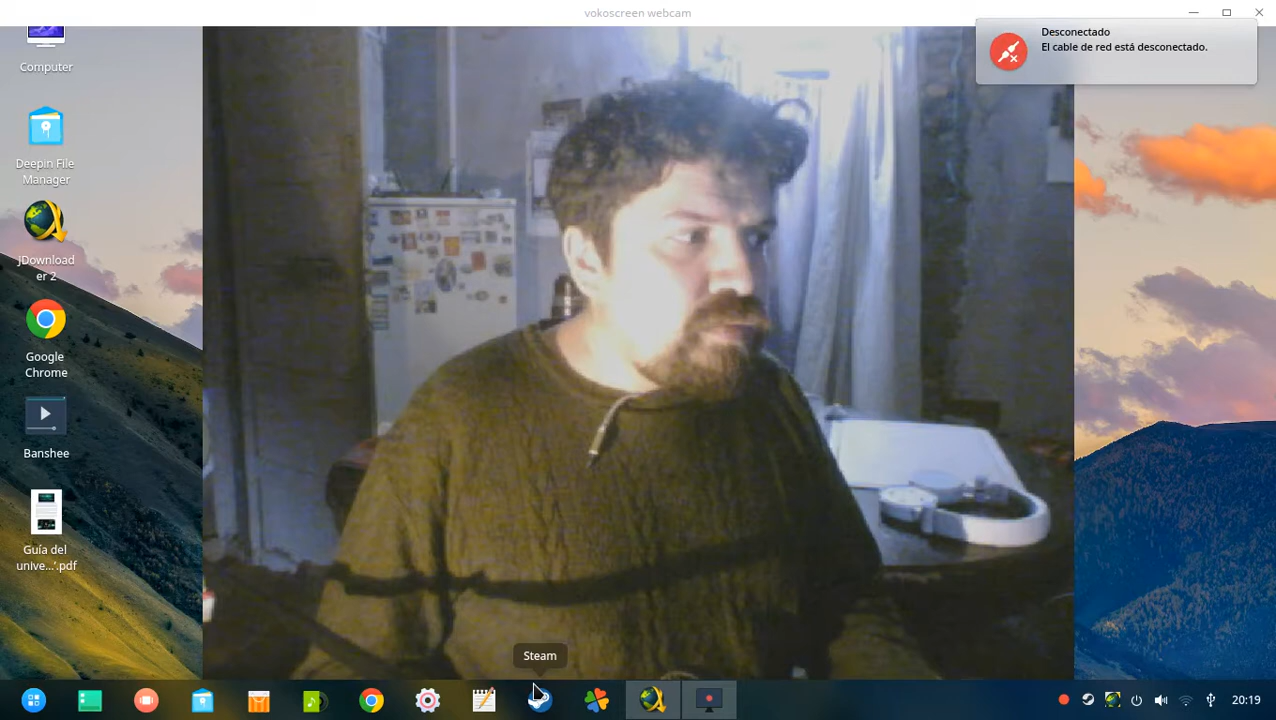 vokoscreen webcam
Desconectado
El cable de red está desconectado.
Computer
Deepin File
Manager
JDownload
er 2
Google
Chrome
Banshee
Guía del
unive...'.pdf
Steam
20:19